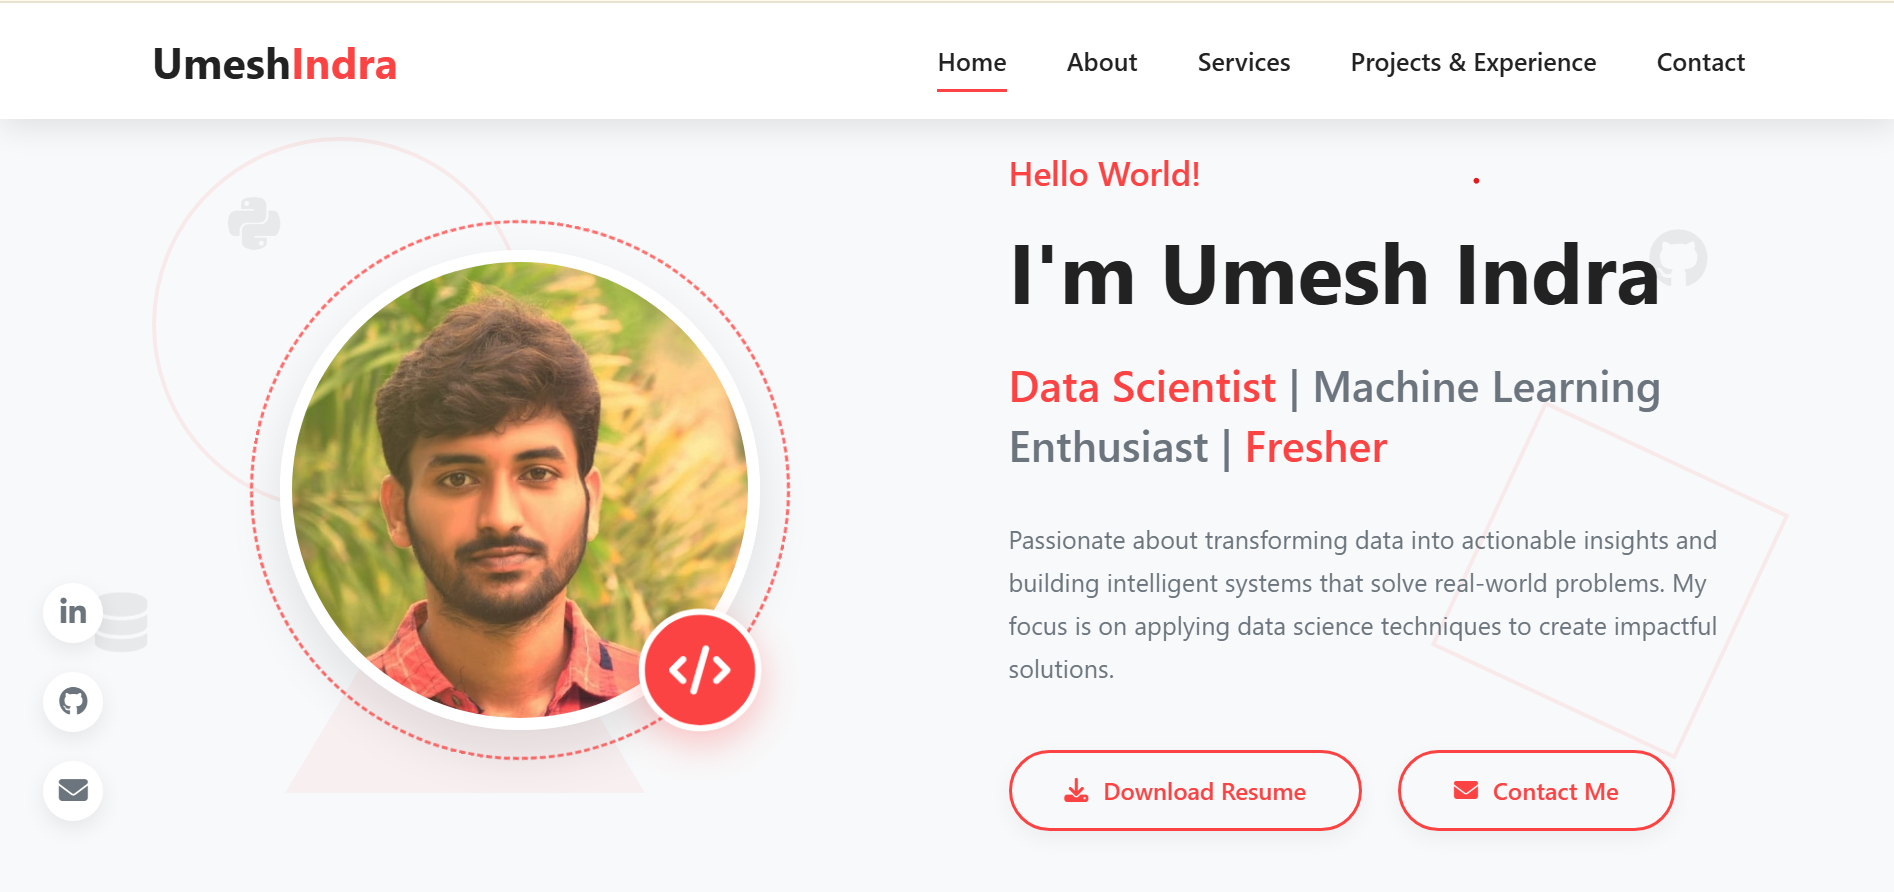 UmeshIndra
Home About Services Projects & Experience Contact
Hello World!
I'm Umesh Indra
Data Scientist | Machine Learning
Enthusiast | Fresher
Passionate about transforming data into actionable insights and
building intelligent systems that solve real-world problems. My
focus is on applying data science techniques to create impactful
solutions.
in
</>
Download Resume
Contact Me